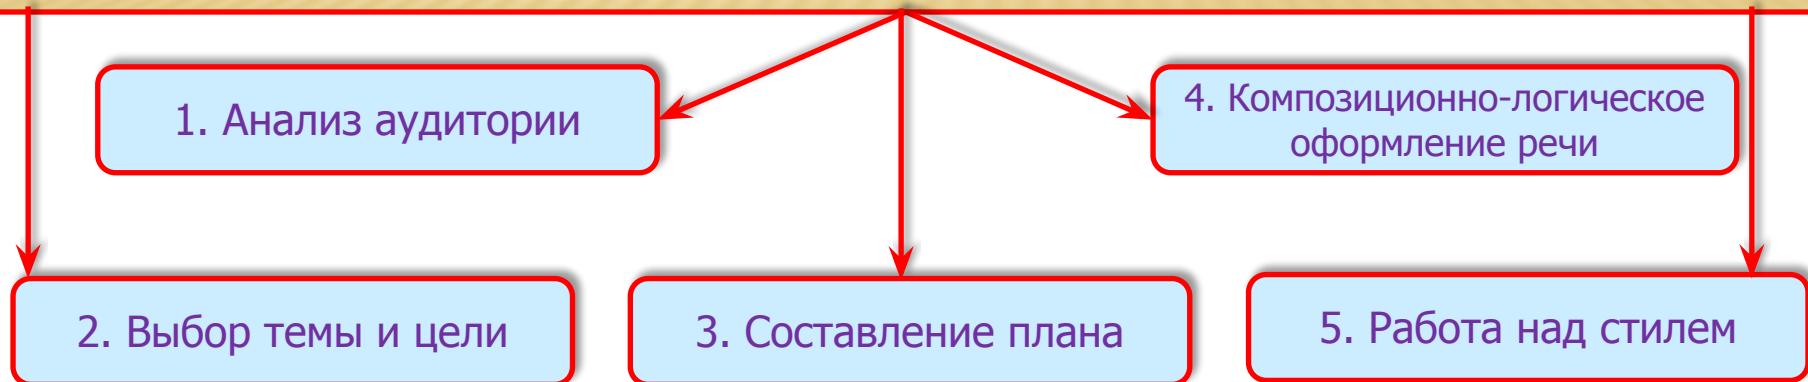 1. Анализ аудитории
4. Композиционно-логическое
оформление речи
2. Выбор темы и цели
3. Составление плана
5. Работа над стилем